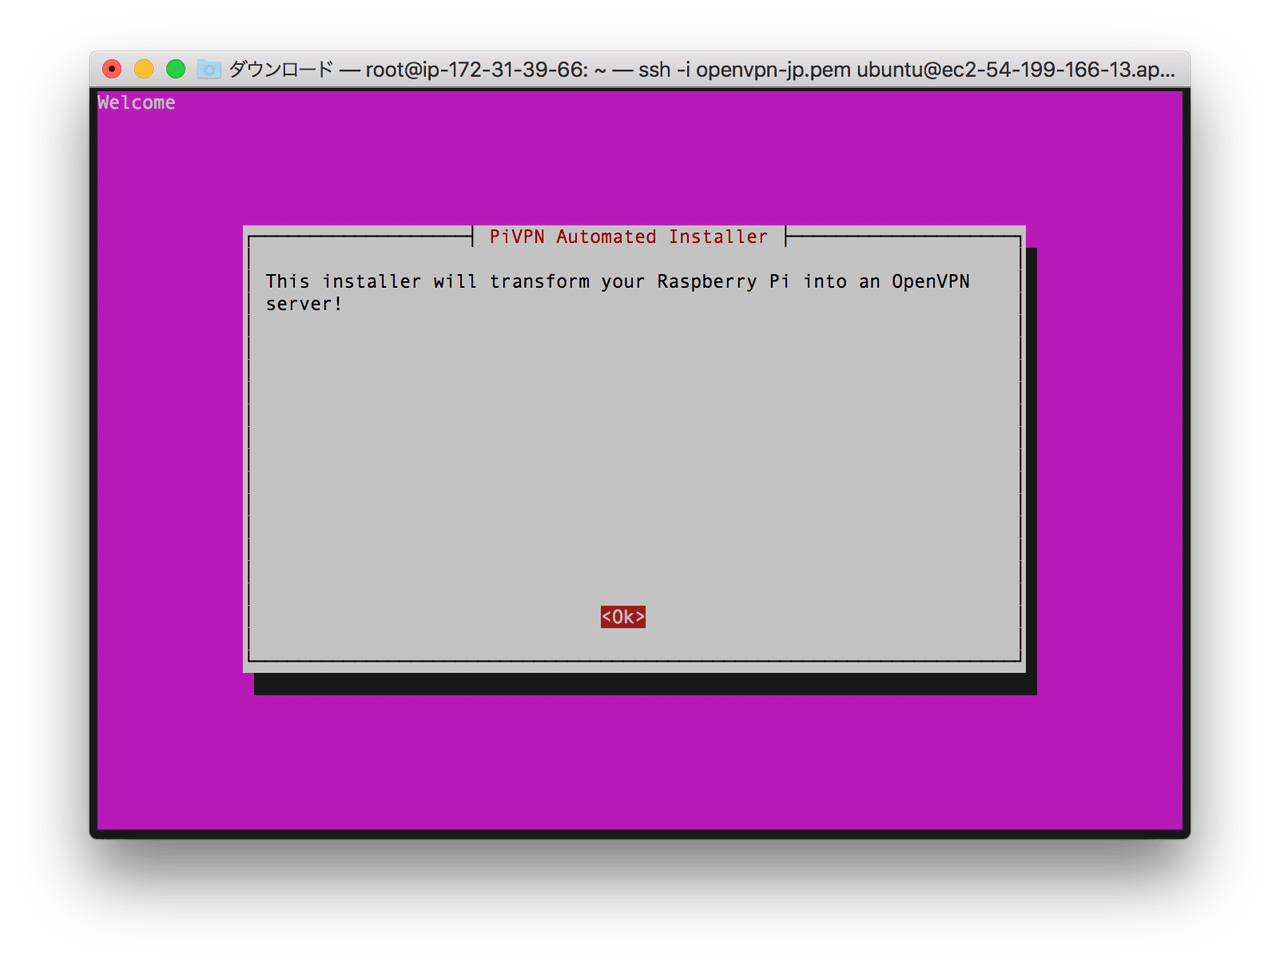 ダウンロード — root@ip-172-31-39-66: ~ — ssh -i openvpn-jp.pem ubuntu@ec2-54-199-166-13.ap...
Welcome
PiVPN Automated Installer
This installer will transform your Raspberry Pi into an OpenVPN
server!
<Ok>